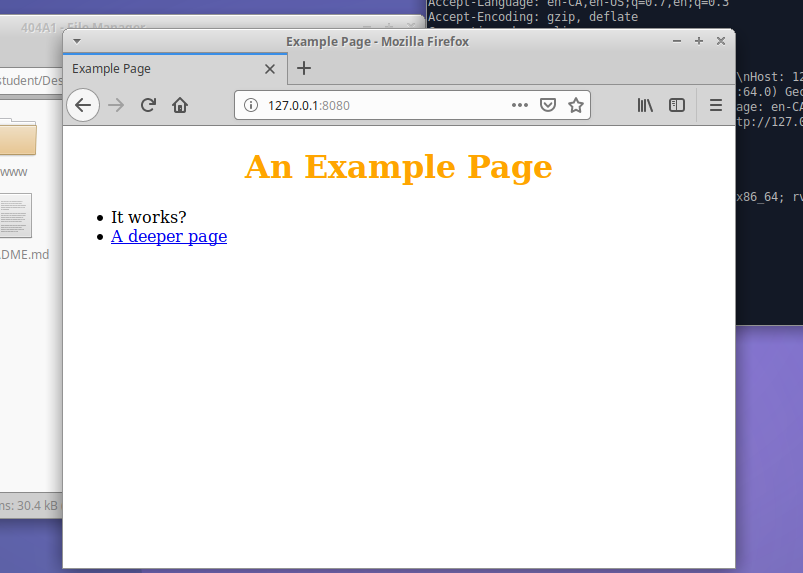 404A1 - File Manager
Accept-Language: en-CA,en-US;q=0.7,en;q=0.3
Accept-Encoding: gzip, deflate
Example Page - Mozilla Firefox
Example Page
student/Des
127.0.0.1:8080
\nHost: 12
:64.0) Gec
age: en-CA
tp://127.0
x86_64; rv
An Example Page
It works?
A deeper page
www
DME.md
ms: 30.4 kB